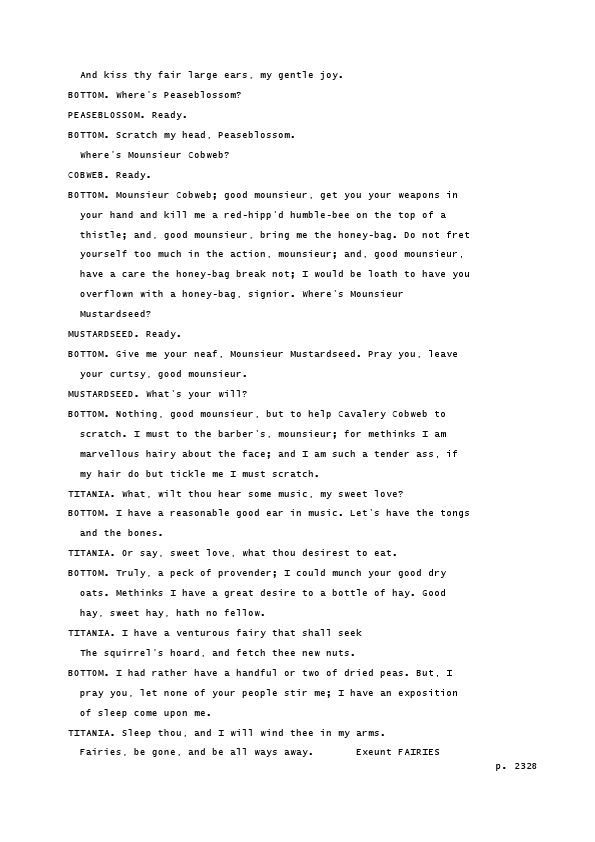 And kiss thy fair large ears, my gentle joy.
BOTTOM. Where's Peaseblossom?
PEASEBLOSSOM. Ready.
BOTTOM. Scratch my head, Peaseblossom.
Where's Mounsieur Cobweb?
COBWEB. Ready.
BOTTOM. Mounsieur Cobweb; good mounsieur, get you your weapons in
your hand and kill me a red-hipp'd humble-bee on the top of a
thistle; and, good mounsieur, bring me the honey-bag. Do not fret
yourself too much in the action, mounsieur; and, good mounsieur,
have a care the honey-bag break not; I would be loath to have you
overflown with a honey-bag, signior. Where's Mounsieur
Mustardseed?
MUSTARDSEED. Ready.
BOTTOM. Give me your neaf, Mounsieur Mustardseed. Pray you, leave
your curtsy, good mounsieur.
MUSTARDSEED. What's your will?
BOTTOM. Nothing, good mounsieur, but to help Cavalery Cobweb to
scratch. I must to the barber's, mounsieur; for methinks I am
marvellous hairy about the face; and I am such a tender ass, if
my hair do but tickle me I must scratch.
TITANIA. What, wilt thou hear some music, my sweet love?
BOTTOM. I have a reasonable good ear in music. Let's have the tongs
and the bones.
TITANIA. Or say, sweet love, what thou desirest to eat.
BOTTOM. Truly, a peck of provender; I could munch your good dry
oats. Methinks I have a great desire to a bottle of hay. Good
hay, sweet hay, hath no fellow.
TITANIA. I have a venturous fairy that shall seek
The squirrel's hoard, and fetch thee new nuts.
BOTTOM. I had rather have a handful or two of dried peas. But, I
pray you, let none of your people stir me; I have an exposition
of sleep come upon me.
TITANIA. Sleep thou, and I will wind thee in my arms.
Fairies, be gone, and be all ways away. Exeunt FAIRIES
p. 2328